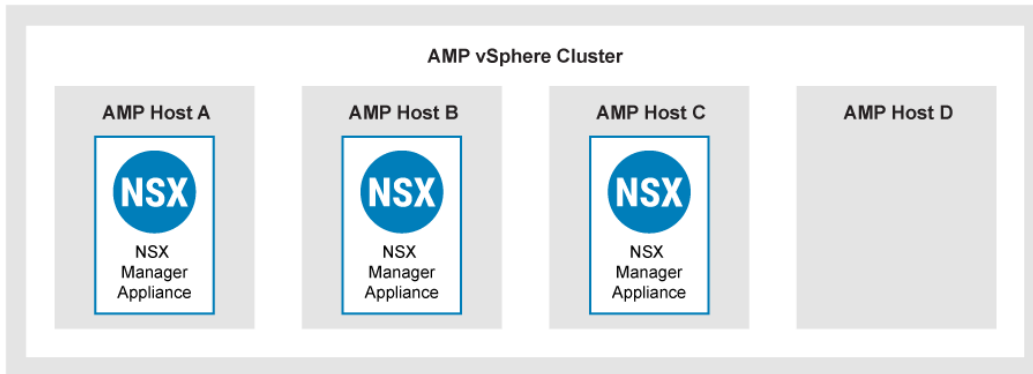 AMP vSphere Cluster
AMP Host A
AMP Host B
AMP Host C
AMP Host D
NSX
NSX
Manager
Appliance
NSX
NSX
Manager
Appliance
NSX
NSX
Manager
Appliance